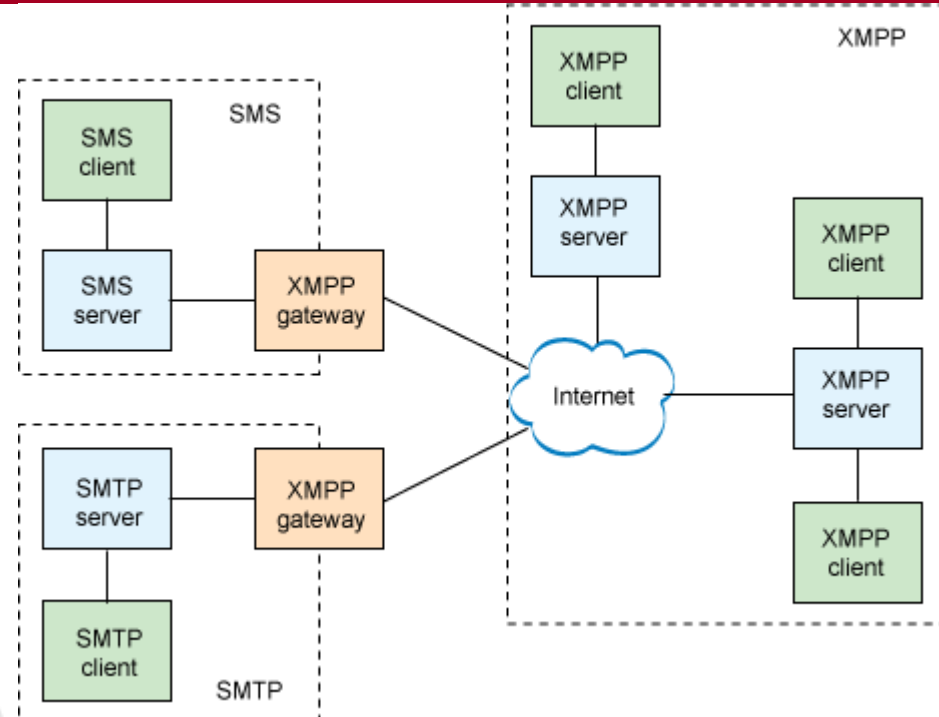 SMS
SMS
client
SMS
server
XMPP
gateway
SMTP
server
XMPP
gateway
SMTP
client
SMTP
XMPP
XMPP
client
XMPP
server
Internet
XMPP
client
XMPP
server
XMPP
client